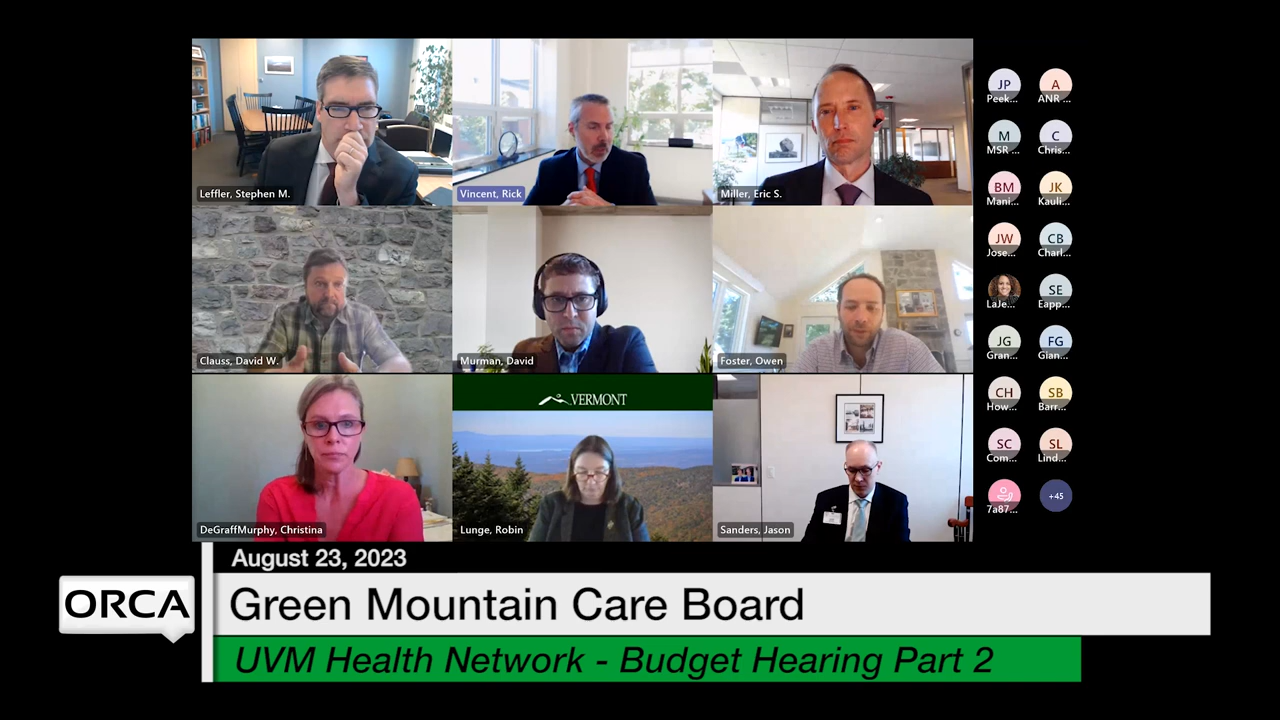 Leffler, Stephen M.
Vincent, Rick
Miller, Eric S.
Clauss, David W.
Murman, David
Foster, Owen
DeGraffMurphy, Christina
VERMONT
Lunge, Robin
Sanders, Jason
JP
Peek...
A
ANR ...
M
MSR ...
C
Chris...
BM
Mani...
JK
Kauli...
JW
Jose...
CB
Charl...
LaJe...
SE
Eapp...
JG
Gran...
FG
Gian...
CH
How...
SB
Barr...
SC
Com...
SL
Lind...
7a87...
+45
August 23, 2023
ORCA
Green Mountain Care Board
UVM Health Network - Budget Hearing Part 2